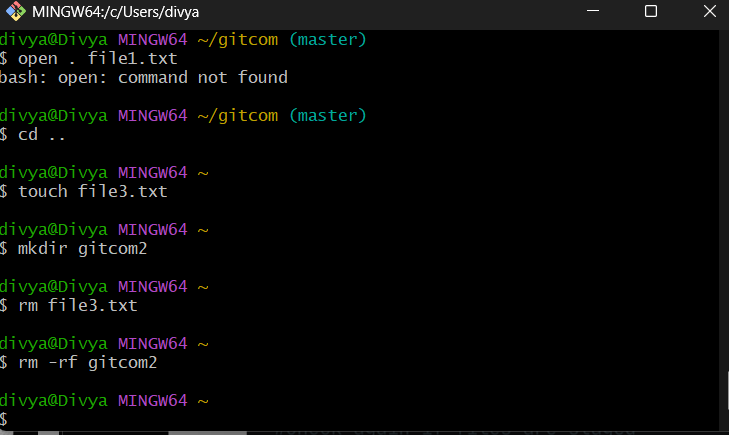 MINGW64:/c/Users/divya
divya@Divya MINGW64 ~/gitcom (master)
$ open . file1.txt
bash: open: command not found
divya@Divya MINGW64 ~/gitcom (master)
$ cd ..
divya@Divya MINGW64 ~
$ touch file3.txt
divya@Divya MINGW64 ~
$ mkdir gitcom2
divya@Divya MINGW64 ~
$ rm file3.txt
divya@Divya MINGW64 ~
$ rm -rf gitcom2
divya@Divya MINGW64 ~
$